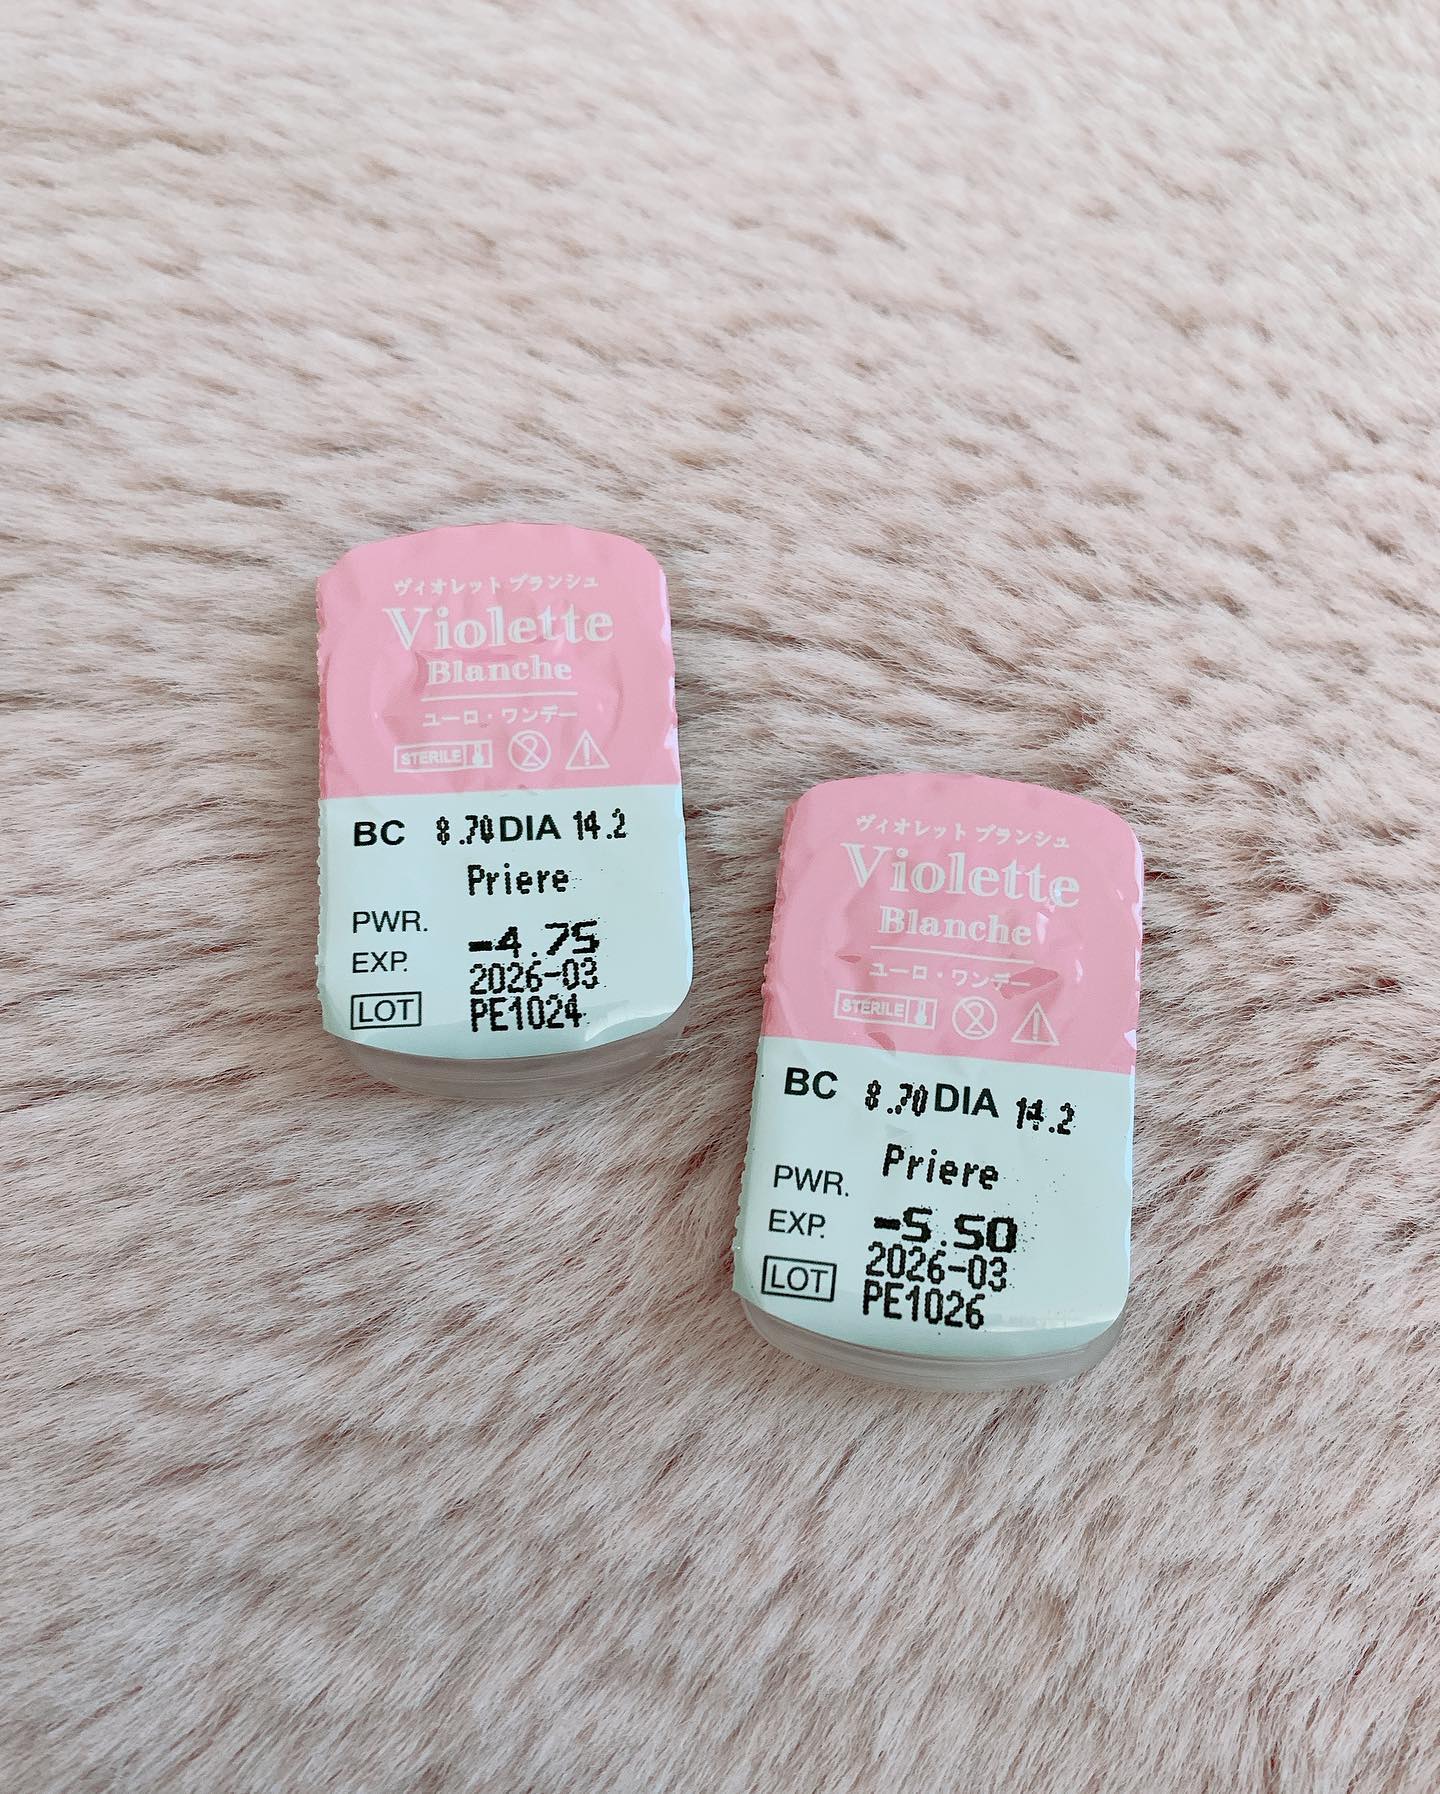 ヴィオレット ブランシュ
Violette
Blanche
ユーロ・ワンデー
STERILE 2
BC 8.70 DIA 14.2
Priere
PWR. -4.75
EXP. 2026-03
LOT PE1024
ヴィオレット ブランシュ
Violette
Blanche
ユーロ・ワンデー
STERILE 2
BC 8.70 DIA 14.2
Priere
PWR. -5.50
EXP. 2026-03
LOT PE1026